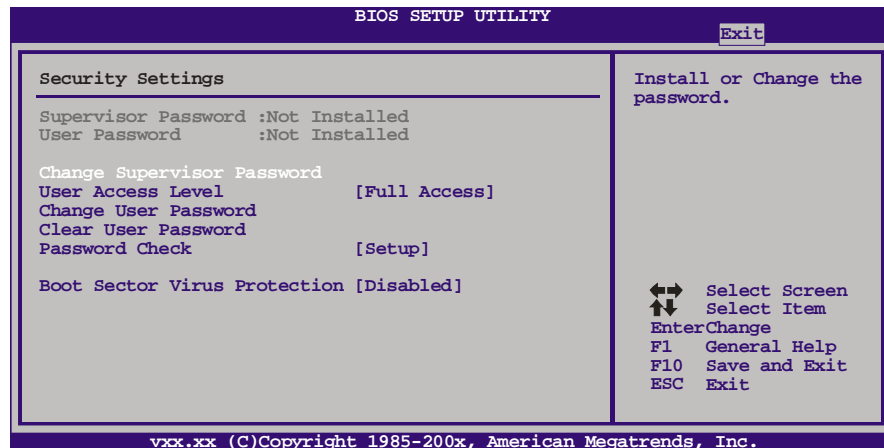 BIOS SETUP UTILITY
Exit
Security Settings
Supervisor Password :Not Installed
User Password :Not Installed
Change Supervisor Password
User Access Level [Full Access]
Change User Password
Clear User Password
Password Check [Setup]
Boot Sector Virus Protection [Disabled]
Install or Change the
password.
Select Screen
Select Item
EnterChange
F1 General Help
F10 Save and Exit
ESC Exit
vxx.xx (C)Copyright 1985-200x, American Megatrends, Inc.